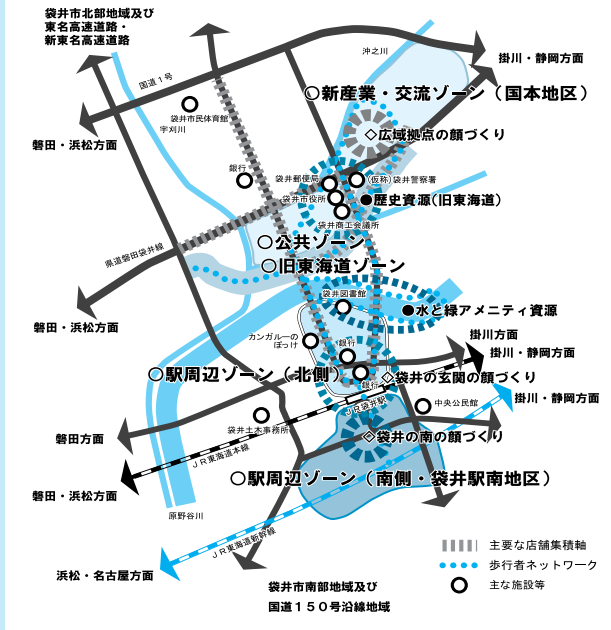 袋井市北部地域及び
東名高速道路・
新東名高速道路
沖之川
掛川・静岡方面
国道1号
○新産業・交流ゾーン（国本地区）
袋井市民体育館
宇刈川
◇広域拠点の顔づくり
磐田・浜松方面
銀行
袋井郵便局
(仮称)袋井警察署
袋井市役所
●歴史資源(旧東海道)
袋井商工会議所
○公共ゾーン
県道磐田袋井線
○旧東海道ゾーン
袋井図書館
●水と緑アメニティ資源
磐田・浜松方面
カンガルーの
ぽっけ
銀行
掛川方面
掛川・静岡方面
○駅周辺ゾーン（北側）
銀行
◇袋井の玄関の顔づくり
掛川・静岡方面
JR袋井駅
中央公民館
袋井土木事務所
磐田方面
◇袋井の南の顔づくり
JR東海道本線
○駅周辺ゾーン（南側・袋井駅南地区）
磐田・浜松方面
原野谷川
JR東海道新幹線
主要な店舗集積軸
歩行者ネットワーク
主な施設等
浜松・名古屋方面
袋井市南部地域及び
国道150号沿線地域